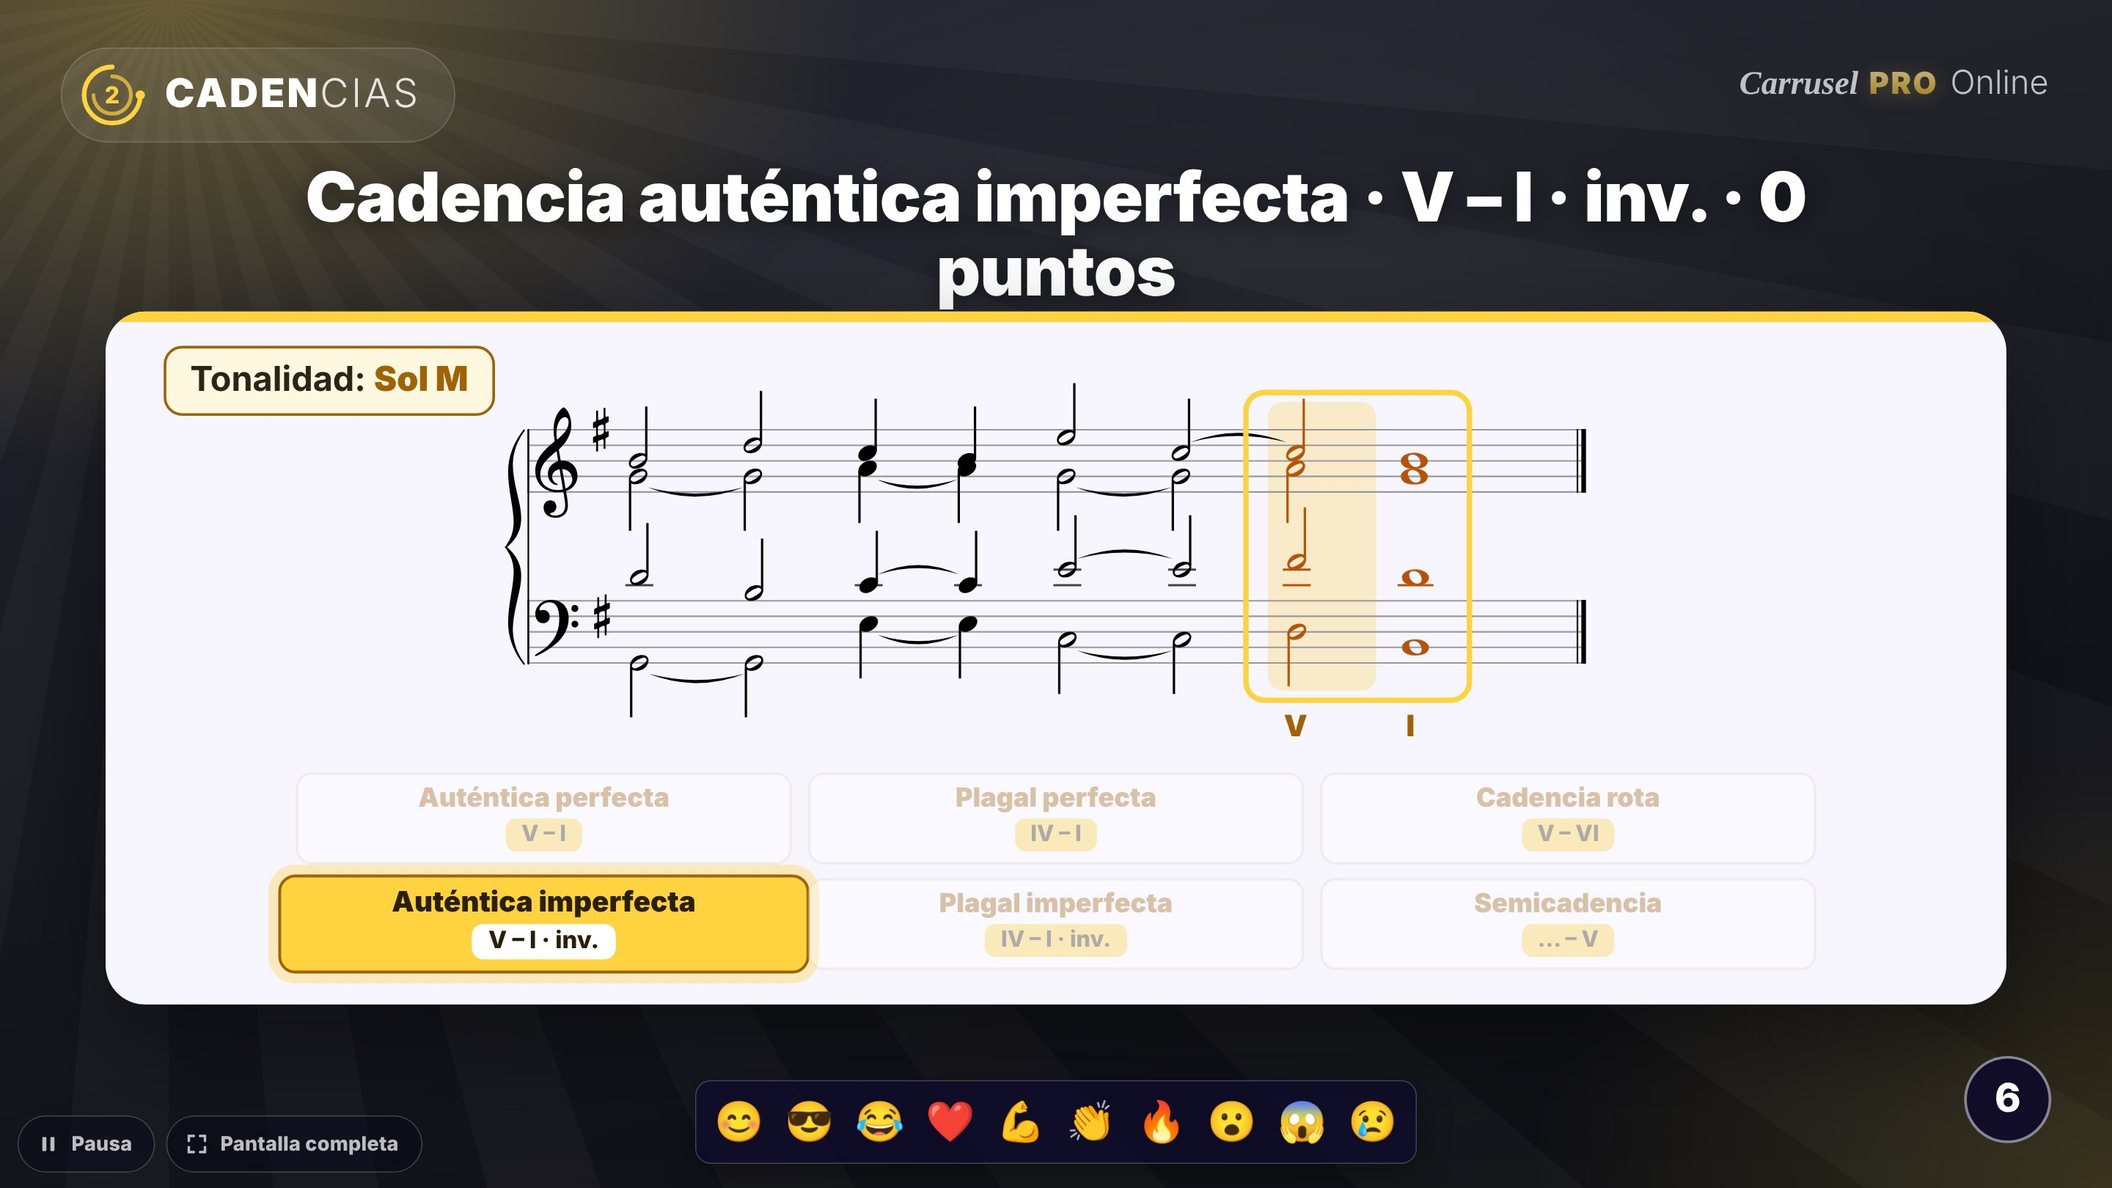 2 CADENCIAS
Carrusel PRO Online
Cadencia auténtica imperfecta · V – I · inv. · 0
puntos
Tonalidad: Sol M
V I
Auténtica perfecta
V – I
Plagal perfecta
IV – I
Cadencia rota
V – VI
Auténtica imperfecta
V – I · inv.
Plagal imperfecta
IV – I · inv.
Semicadencia
... – V
Pausa
Pantalla completa
6